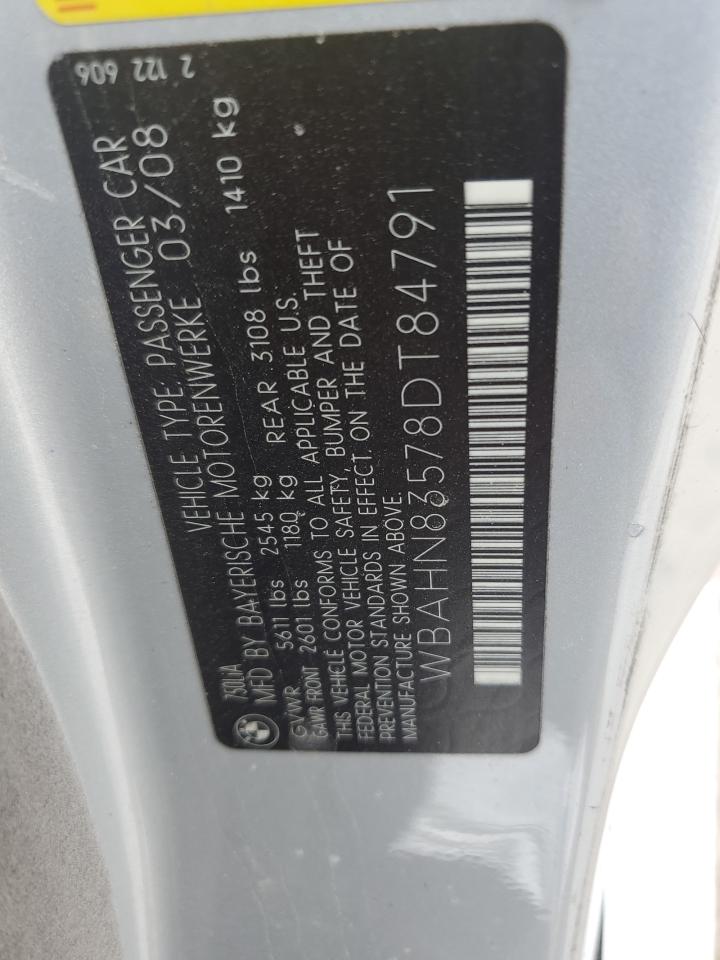 750LiA
VEHICLE TYPE PASSENGER CAR
MFD BY BAYERISCHE MOTORENWERKE 03/08
GVWR 5611 lbs 2545 kg
GAWR FRONT 2601 lbs 1180 kg REAR 3108 lbs 1410 kg
THIS VEHICLE CONFORMS TO ALL APPLICABLE U.S.
FEDERAL MOTOR VEHICLE SAFETY, BUMPER AND THEFT
PREVENTION STANDARDS IN EFFECT ON THE DATE OF
MANUFACTURE SHOWN ABOVE.
WBAHN83578DT84791
2 122 606